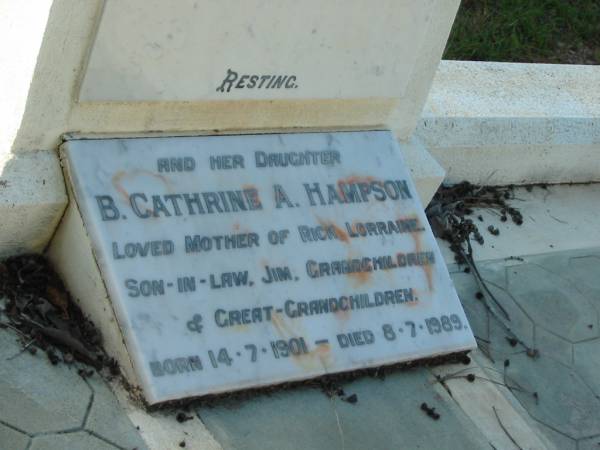 RESTING.
AND HER DAUGHTER
B. CATHRINE A. HAMPSON
LOVED MOTHER OF RICK, LORRAINE.
SON-IN-LAW, JIM, GRANDCHILDREN
& GREAT-GRANDCHILDREN.
BORN 14-7-1901 – DIED 8-7-1989.